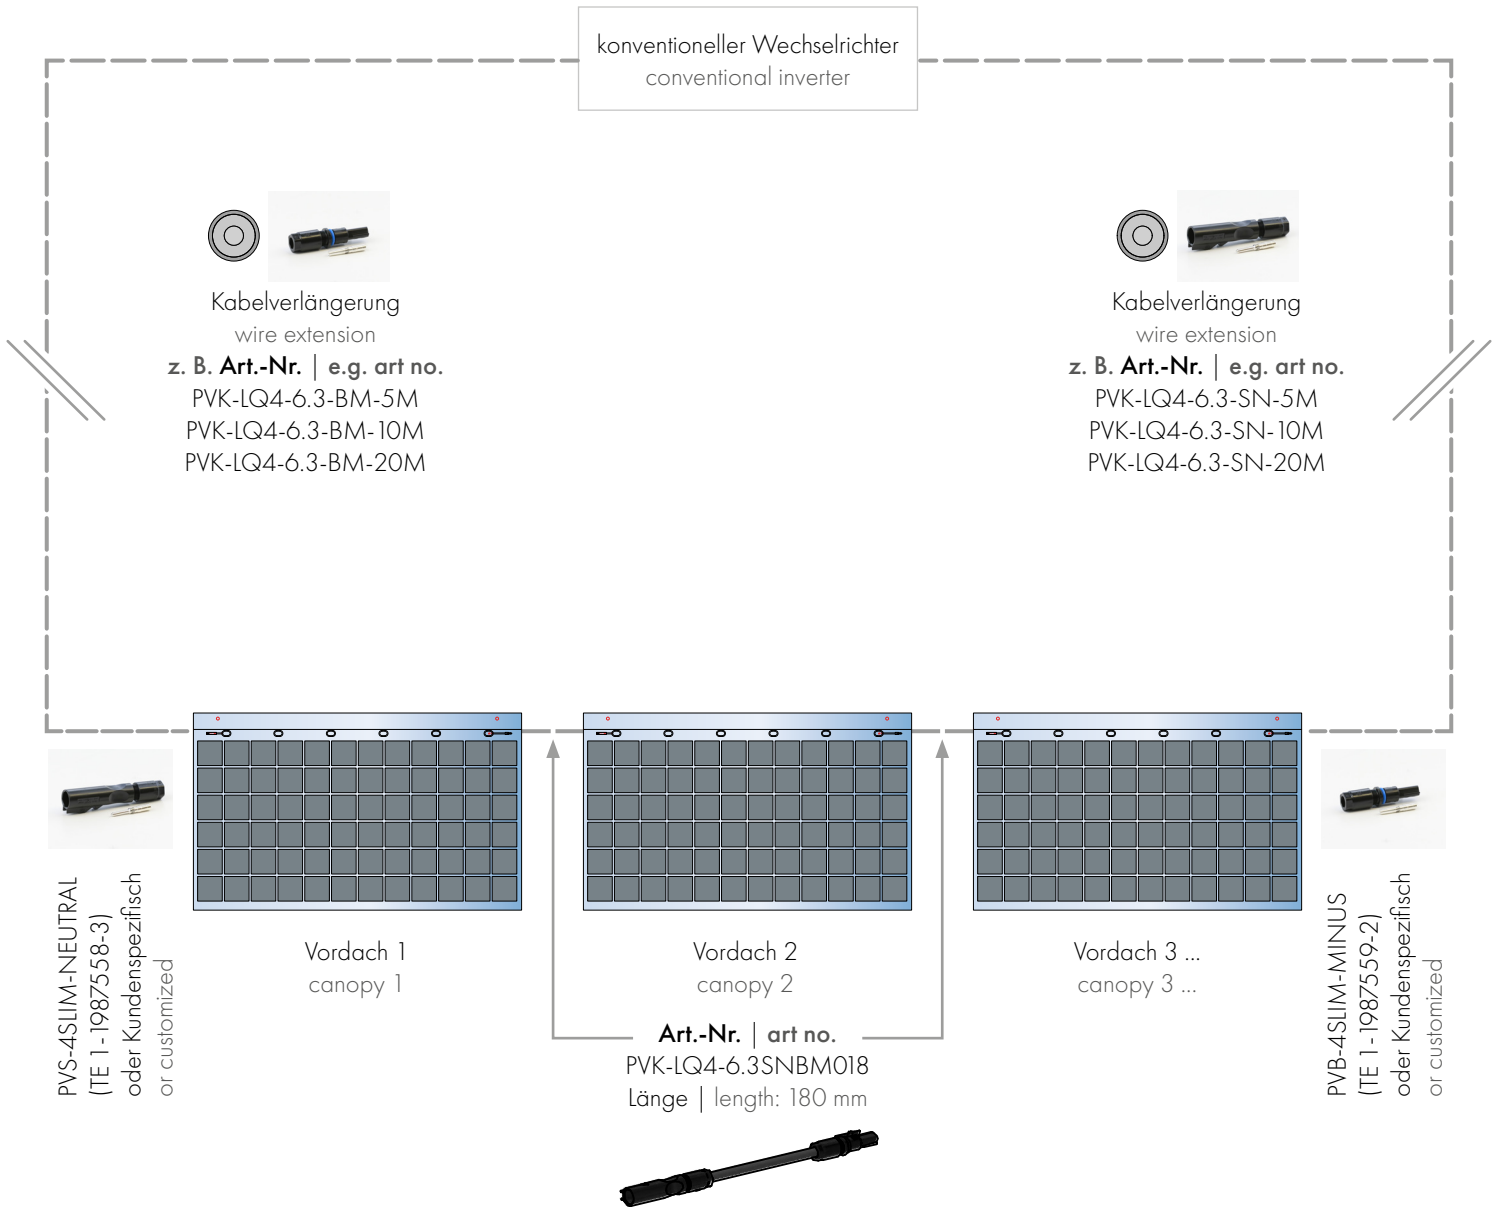 konventioneller Wechselrichter
conventional inverter
Kabelverlängerung
wire extension
z. B. Art.-Nr. | e.g. art no.
PVK-LQ4-6.3-BM-5M
PVK-LQ4-6.3-BM-10M
PVK-LQ4-6.3-BM-20M
Kabelverlängerung
wire extension
z. B. Art.-Nr. | e.g. art no.
PVK-LQ4-6.3-SN-5M
PVK-LQ4-6.3-SN-10M
PVK-LQ4-6.3-SN-20M
PVS-4SLIM-NEUTRAL
(TE 1-1987558-3)
oder Kundenspezifisch
or customized
Vordach 1
canopy 1
Vordach 2
canopy 2
Vordach 3 ...
canopy 3 ...
Art.-Nr. | art no.
PVK-LQ4-6.3SNBM018
Länge | length: 180 mm
PVB-4SLIM-MINUS
(TE 1-1987559-2)
oder Kundenspezifisch
or customized